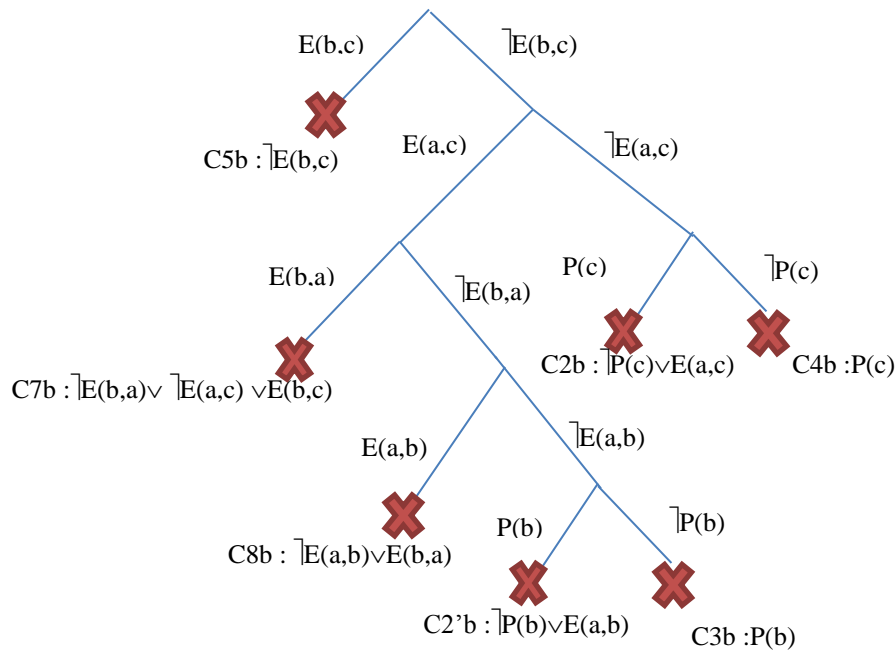 E(b,c)
⏋E(b,c)
C5b : ⏋E(b,c)
E(a,c)
⏋E(a,c)
E(b,a)
⏋E(b,a)
P(c)
⏋P(c)
C7b : ⏋E(b,a)∨ ⏋E(a,c) ∨E(b,c)
C2b : ⏋P(c)∨E(a,c)
C4b :P(c)
E(a,b)
⏋E(a,b)
C8b : ⏋E(a,b)∨E(b,a)
P(b)
⏋P(b)
C2’b : ⏋P(b)∨E(a,b)
C3b :P(b)